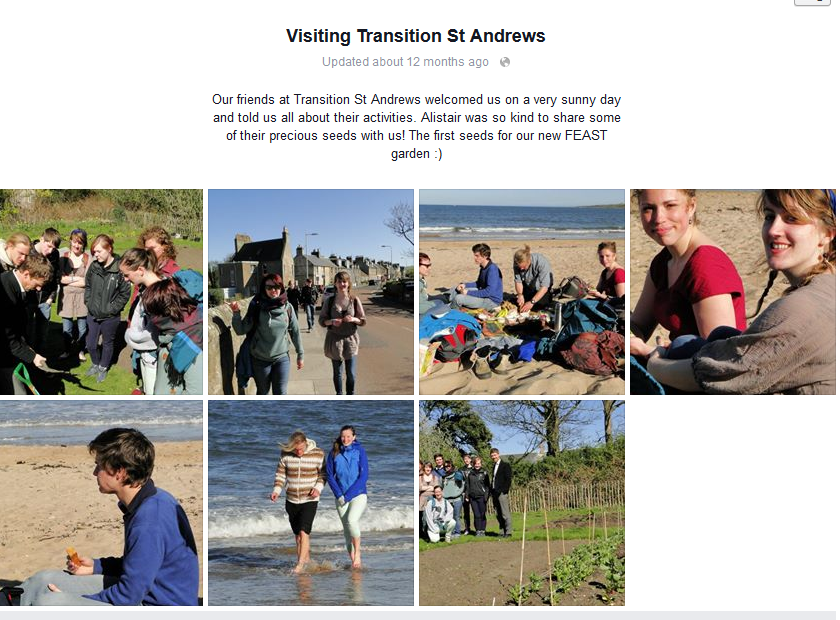 Visiting Transition St Andrews
Updated about 12 months ago
Our friends at Transition St Andrews welcomed us on a very sunny day
and told us all about their activities. Alistair was so kind to share some
of their precious seeds with us! The first seeds for our new FEAST
garden :)